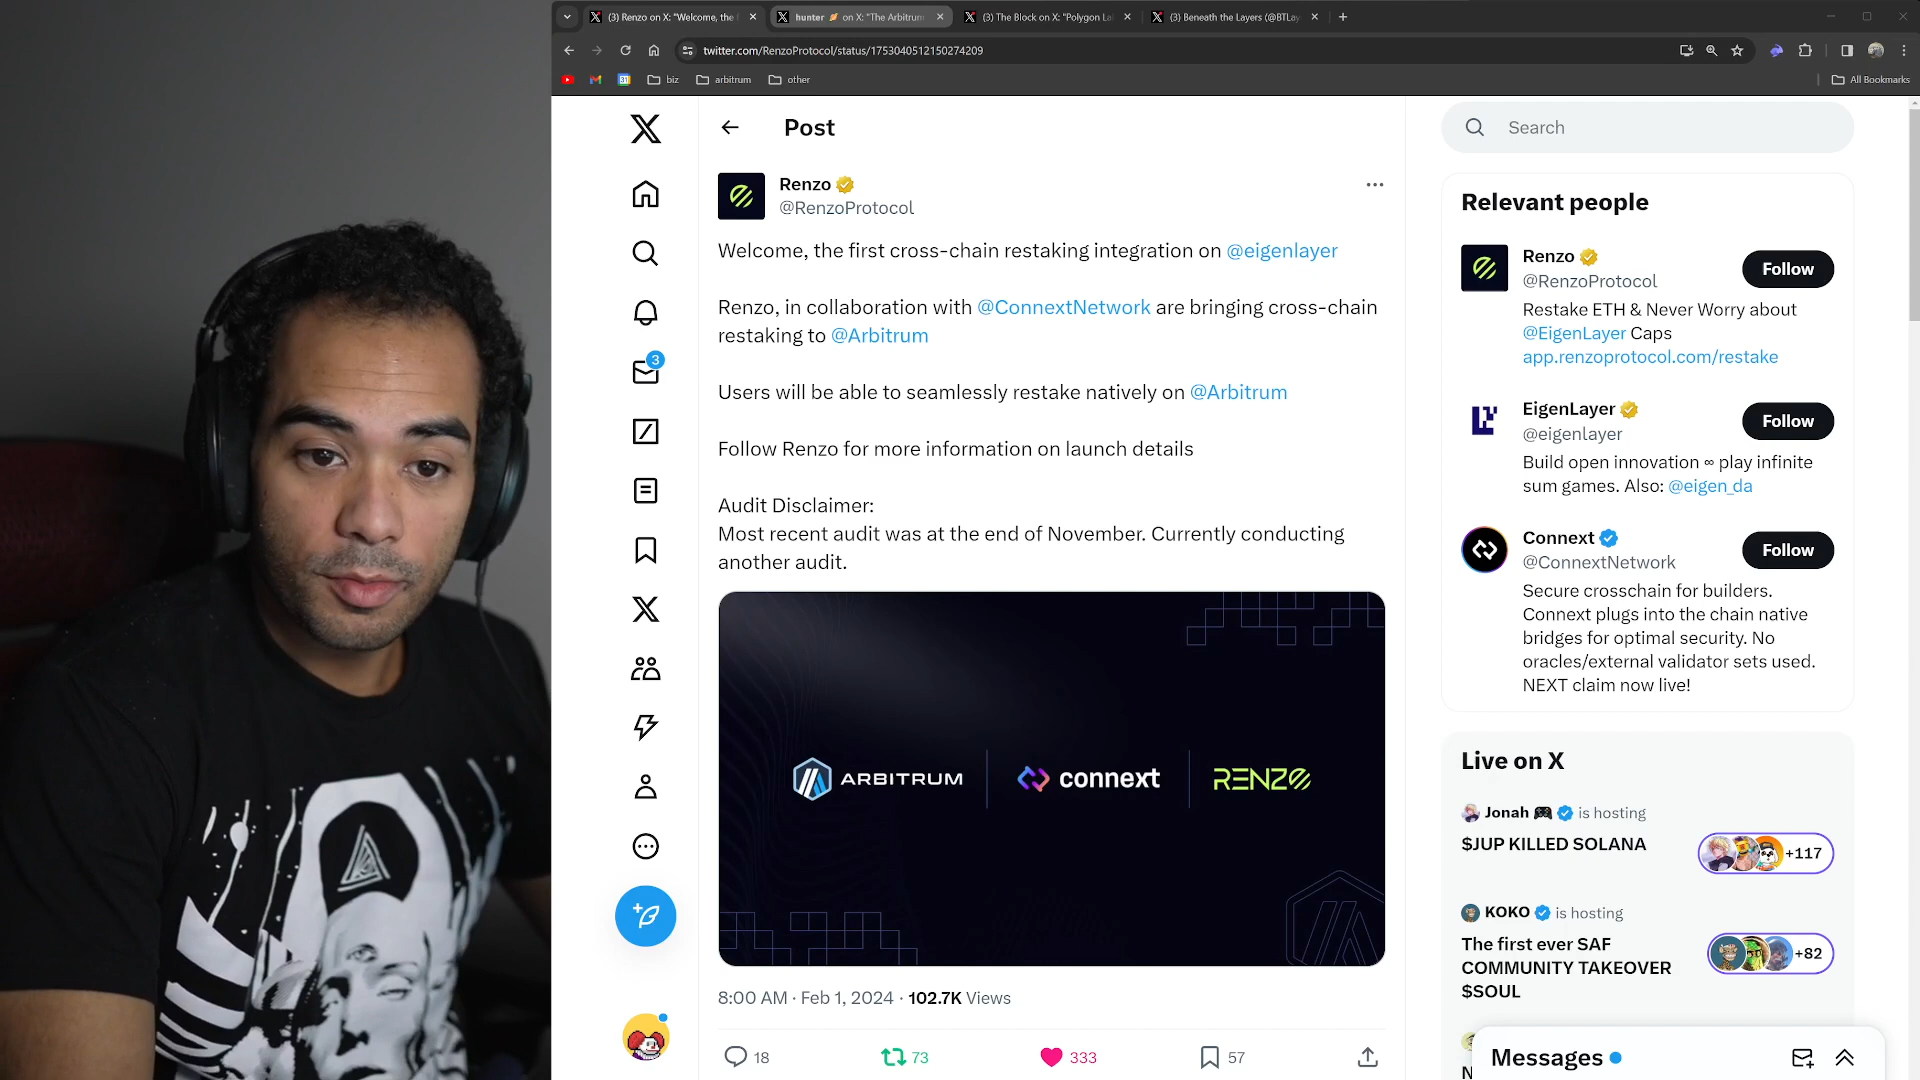 (3) Renzo on X: "Welcome, the f
hunter on X: "The Arbitrum
(3) The Block on X: "Polygon La
(3) Beneath the Layers (@BTLay
twitter.com/RenzoProtocol/status/1753040512150274209
biz
arbitrum
other
All Bookmarks
Post
Renzo
@RenzoProtocol
Welcome, the first cross-chain restaking integration on @eigenlayer
Renzo, in collaboration with @ConnextNetwork are bringing cross-chain
restaking to @Arbitrum
Users will be able to seamlessly restake natively on @Arbitrum
Follow Renzo for more information on launch details
Audit Disclaimer:
Most recent audit was at the end of November. Currently conducting
another audit.
ARBITRUM
connext
RENZO
8:00 AM · Feb 1, 2024 · 102.7K Views
18
73
333
57
3
Search
Relevant people
Renzo
@RenzoProtocol
Follow
Restake ETH & Never Worry about
@EigenLayer Caps
app.renzoprotocol.com/restake
EigenLayer
@eigenlayer
Follow
Build open innovation ∞ play infinite
sum games. Also: @eigen_da
Connext
@ConnextNetwork
Follow
Secure crosschain for builders.
Connext plugs into the chain native
bridges for optimal security. No
oracles/external validator sets used.
NEXT claim now live!
Live on X
Jonah is hosting
$JUP KILLED SOLANA
+117
KOKO is hosting
The first ever SAF
COMMUNITY TAKEOVER
$SOUL
+82
Messages